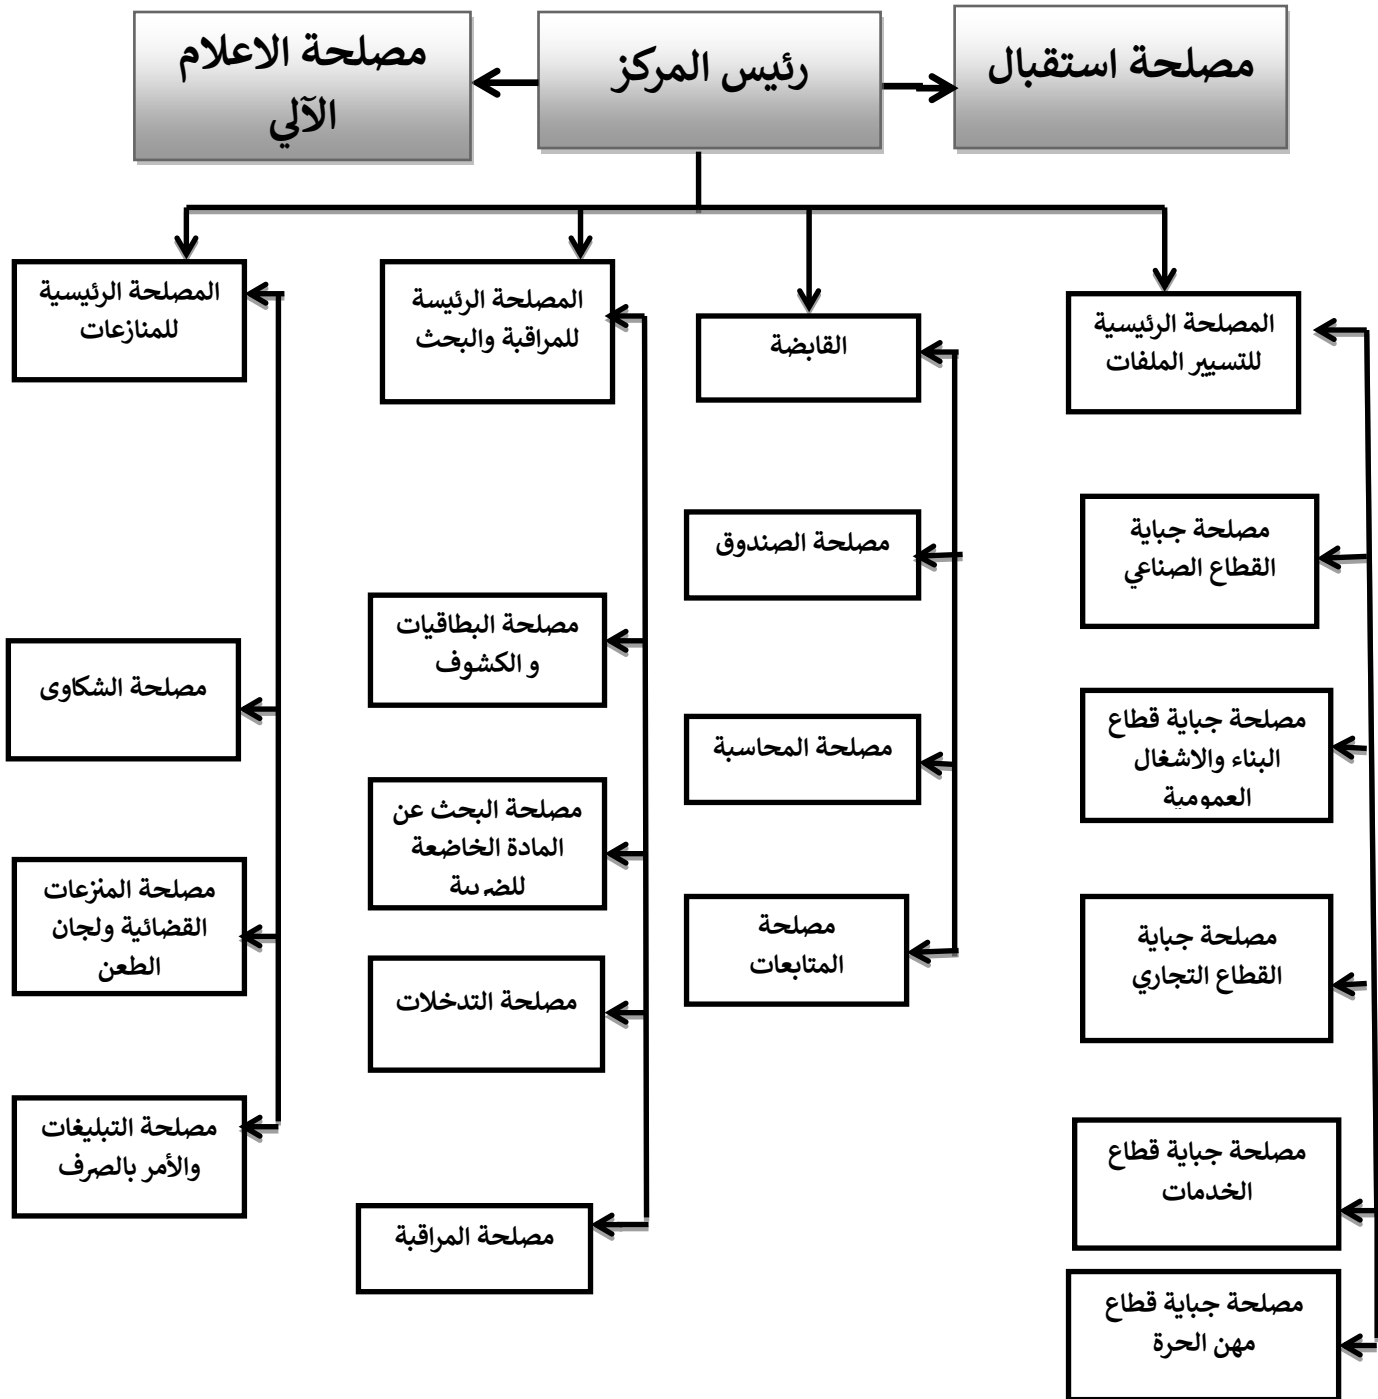 مصلحة استقبال
رئيس المركز
مصلحة الاعلام
الآلي
المصلحة الرئيسية
للتسيير الملفات
مصلحة جباية
القطاع الصناعي
مصلحة جباية قطاع
البناء والاشغال
العمومية
مصلحة جباية
القطاع التجاري
مصلحة جباية قطاع
الخدمات
مصلحة جباية قطاع
مهن الحرة
القابضة
مصلحة الصندوق
مصلحة المحاسبة
مصلحة
المتابعات
المصلحة الرئيسة
للمراقبة والبحث
مصلحة البطاقيات
و الكشوف
مصلحة البحث عن
المادة الخاضعة
للضريبة
مصلحة التدخلات
مصلحة المراقبة
المصلحة الرئيسية
للمنازعات
مصلحة الشكاوى
مصلحة المنزعات
القضائية ولجان
الطعن
مصلحة التبليغات
والأمر بالصرف